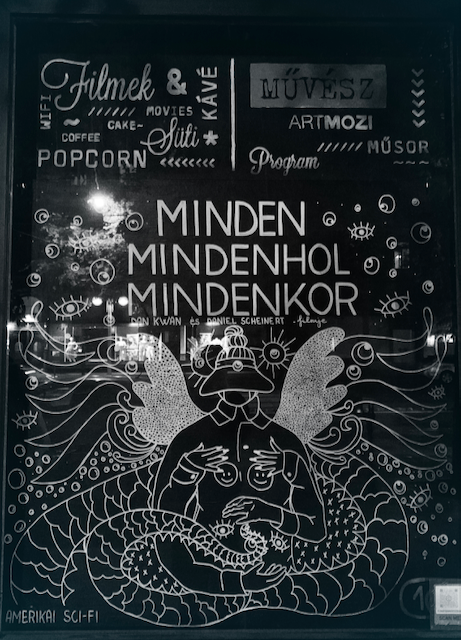 WIFI
Filmek & KÁVÉ
MOVIES
CAKE~
COFFEE
Süti *
POPCORN
MŰVÉSZ
ARTMOZI
MŰSOR
Program
MINDEN
MINDENHOL
MINDENKOR
DAN KWAN és DANIEL SCHEINERT filmje
AMERIKAI SCI-FI